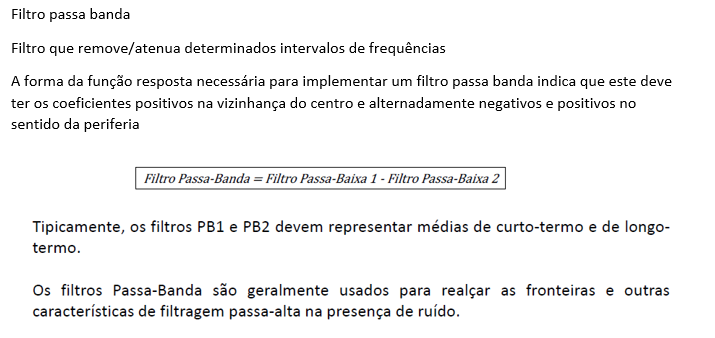 Filtro passa banda
Filtro que remove/atenua determinados intervalos de frequências
A forma da função resposta necessária para implementar um filtro passa banda indica que este deve
ter os coeficientes positivos na vizinhança do centro e alternadamente negativos e positivos no
sentido da periferia
Filtro Passa-Banda = Filtro Passa-Baixa 1 - Filtro Passa-Baixa 2
Tipicamente, os filtros PB1 e PB2 devem representar médias de curto-termo e de longo-
termo.
Os filtros Passa-Banda são geralmente usados para realçar as fronteiras e outras
características de filtragem passa-alta na presença de ruído.